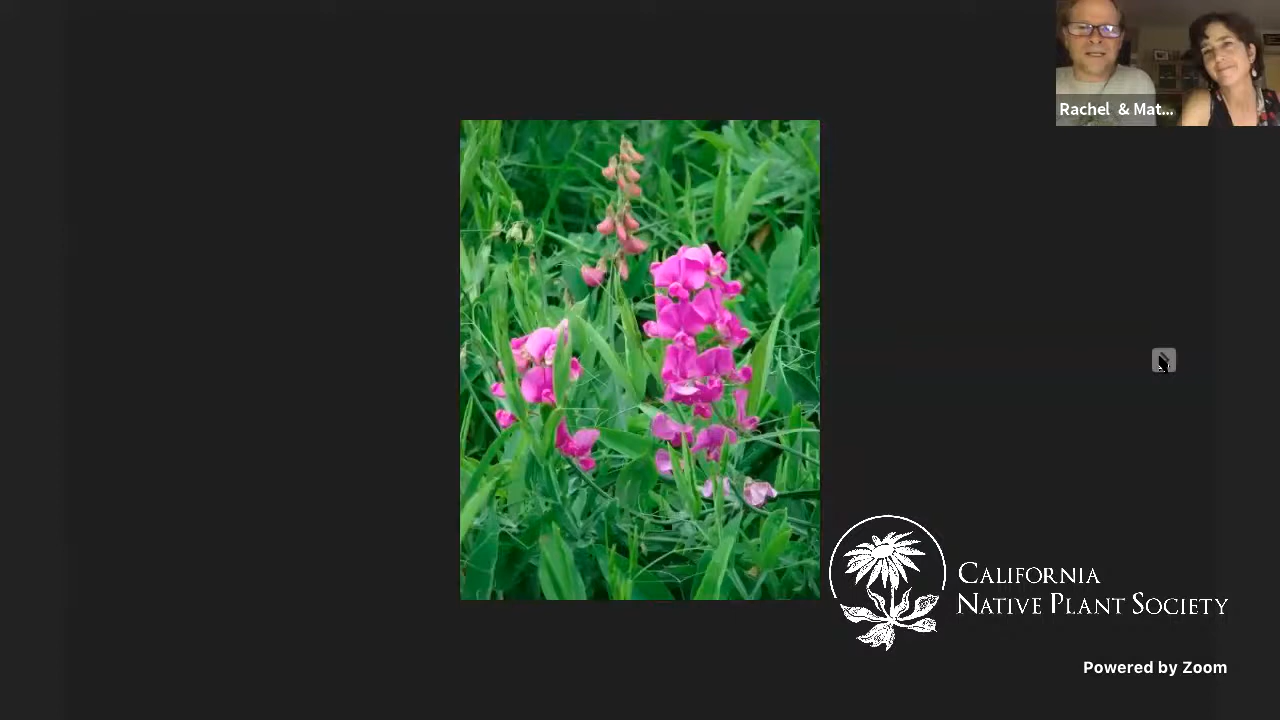 Rachel & Mat...
CALIFORNIA
NATIVE PLANT SOCIETY
Powered by Zoom